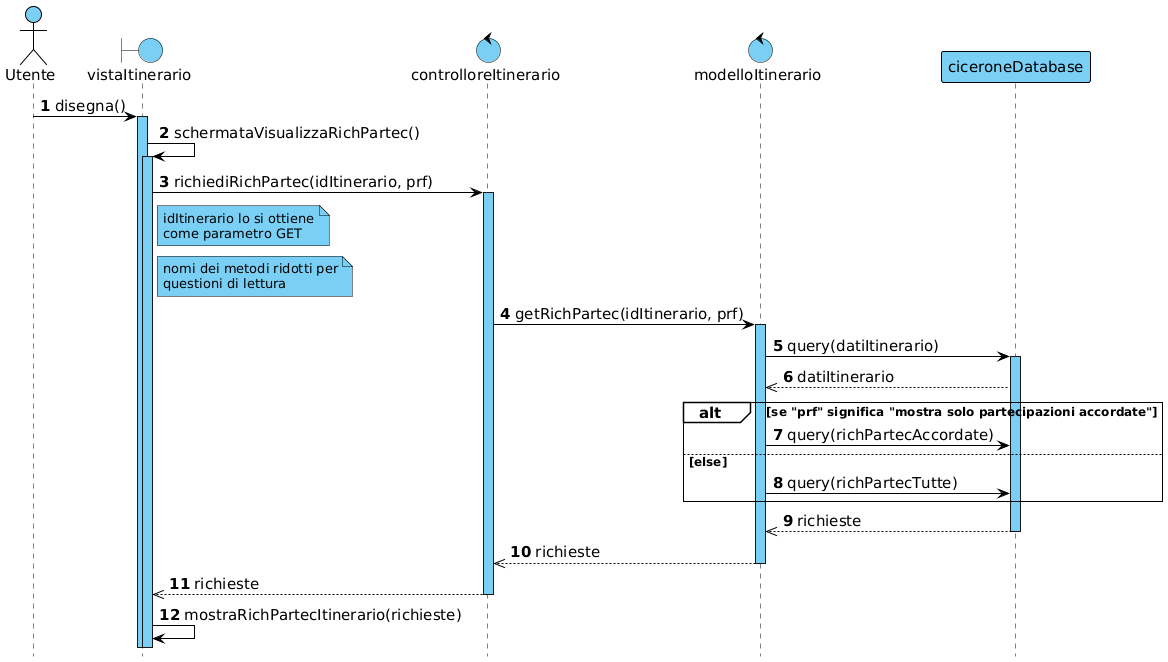 Utente
vistaItinerario
controlloreItinerario
modelloItinerario
ciceroneDatabase
1 disegna()
2 schermataVisualizzaRichPartec()
3 richiediRichPartec(idItinerario, prf)
idItinerario lo si ottiene
come parametro GET
nomi dei metodi ridotti per
questioni di lettura
4 getRichPartec(idItinerario, prf)
5 query(datiItinerario)
6 datiItinerario
alt [se "prf" significa "mostra solo partecipazioni accordate"]
7 query(richPartecAccordate)
[else]
8 query(richPartecTutte)
9 richieste
10 richieste
11 richieste
12 mostraRichPartecItinerario(richieste)